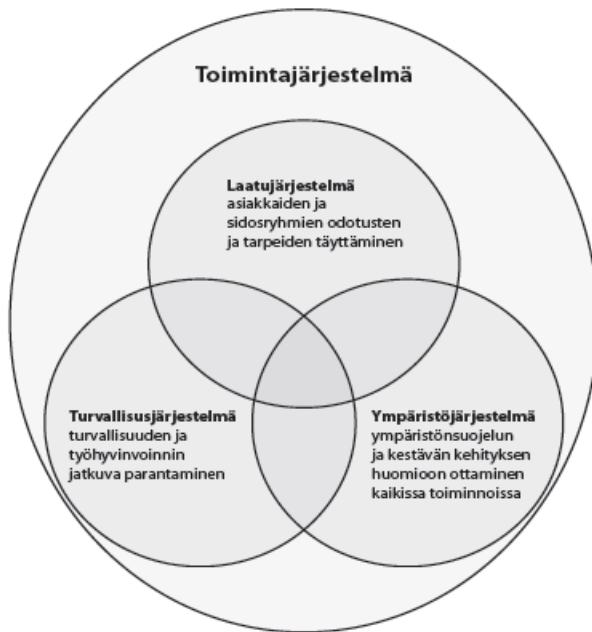 Toimintajärjestelmä
Laatujärjestelmä
asiakkaiden ja
sidosryhmien odotusten
ja tarpeiden täyttäminen
Turvallisusjärjestelmä
turvallisuuden ja
työhyvinvoinnin
jatkuva parantaminen
Ympäristöjärjestelmä
ympäristönsuojelun
ja kestävän kehityksen
huomioon ottaminen
kaikissa toiminnoissa